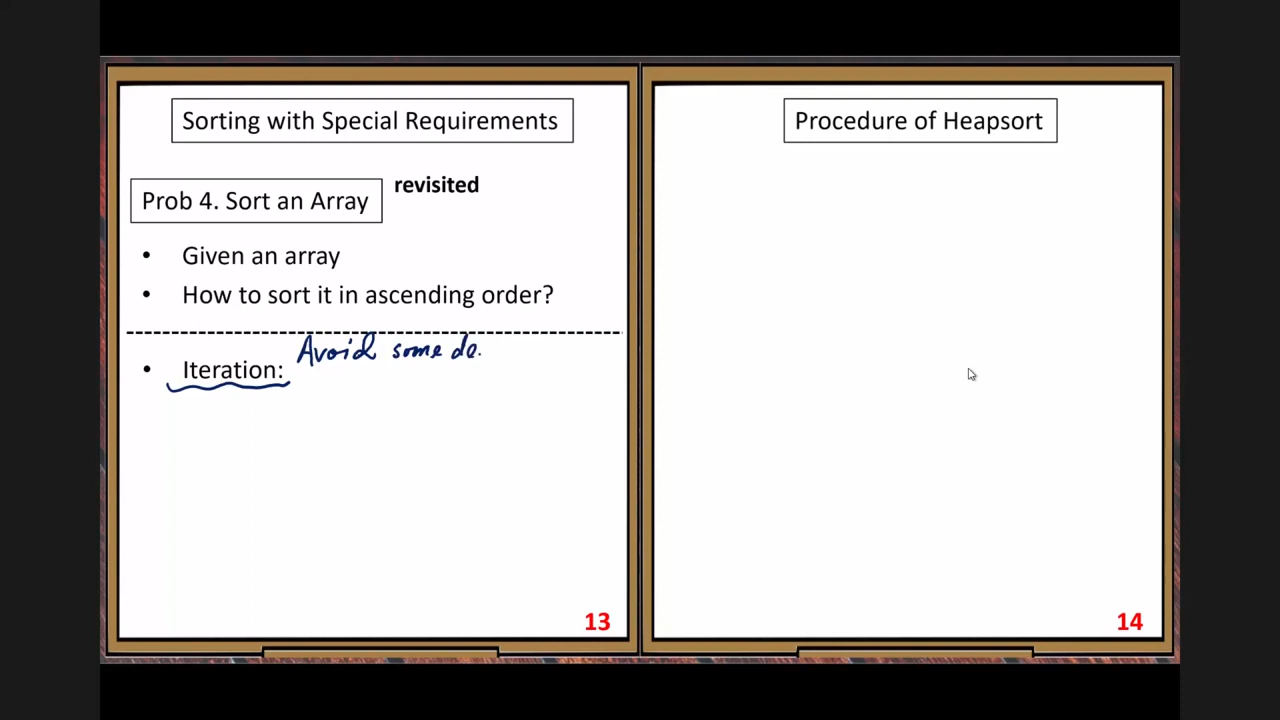 Sorting with Special Requirements
Prob 4. Sort an Array
revisited
• Given an array
• How to sort it in ascending order?
• Iteration: Avoid some de
13
Procedure of Heapsort
14